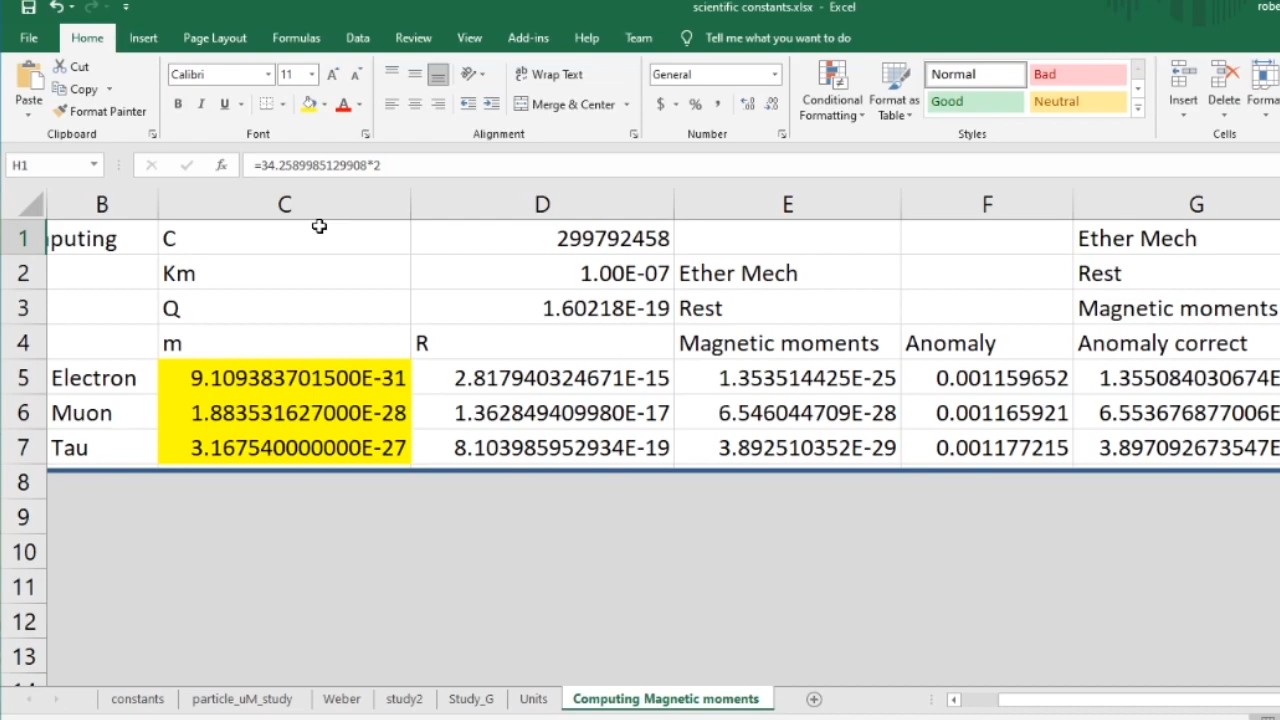 scientific constants.xlsx - Excel robe
File Home Insert Page Layout Formulas Data Review View Add-ins Help Team Tell me what you want to do
Paste Cut Copy Format Painter
Clipboard
Calibri 11 A A
B I U A
Font
Wrap Text
Merge & Center
Alignment
General
$ % ,
Number
Conditional Formatting
Format as Table
Normal Bad
Good Neutral
Styles
Insert Delete Forma
Cells
H1 fx =34.2589985129908*2
B C D E F G
1 puting C 299792458 Ether Mech
2 Km 1.00E-07 Ether Mech Rest
3 Q 1.60218E-19 Rest Magnetic moments
4 m R Magnetic moments Anomaly Anomaly correct
5 Electron 9.109383701500E-31 2.817940324671E-15 1.353514425E-25 0.001159652 1.355084030674E
6 Muon 1.883531627000E-28 1.362849409980E-17 6.546044709E-28 0.001165921 6.553676877006E
7 Tau 3.167540000000E-27 8.103985952934E-19 3.892510352E-29 0.001177215 3.897092673547E
8
9
10
11
12
13
constants particle_uM_study Weber study2 Study_G Units Computing Magnetic moments